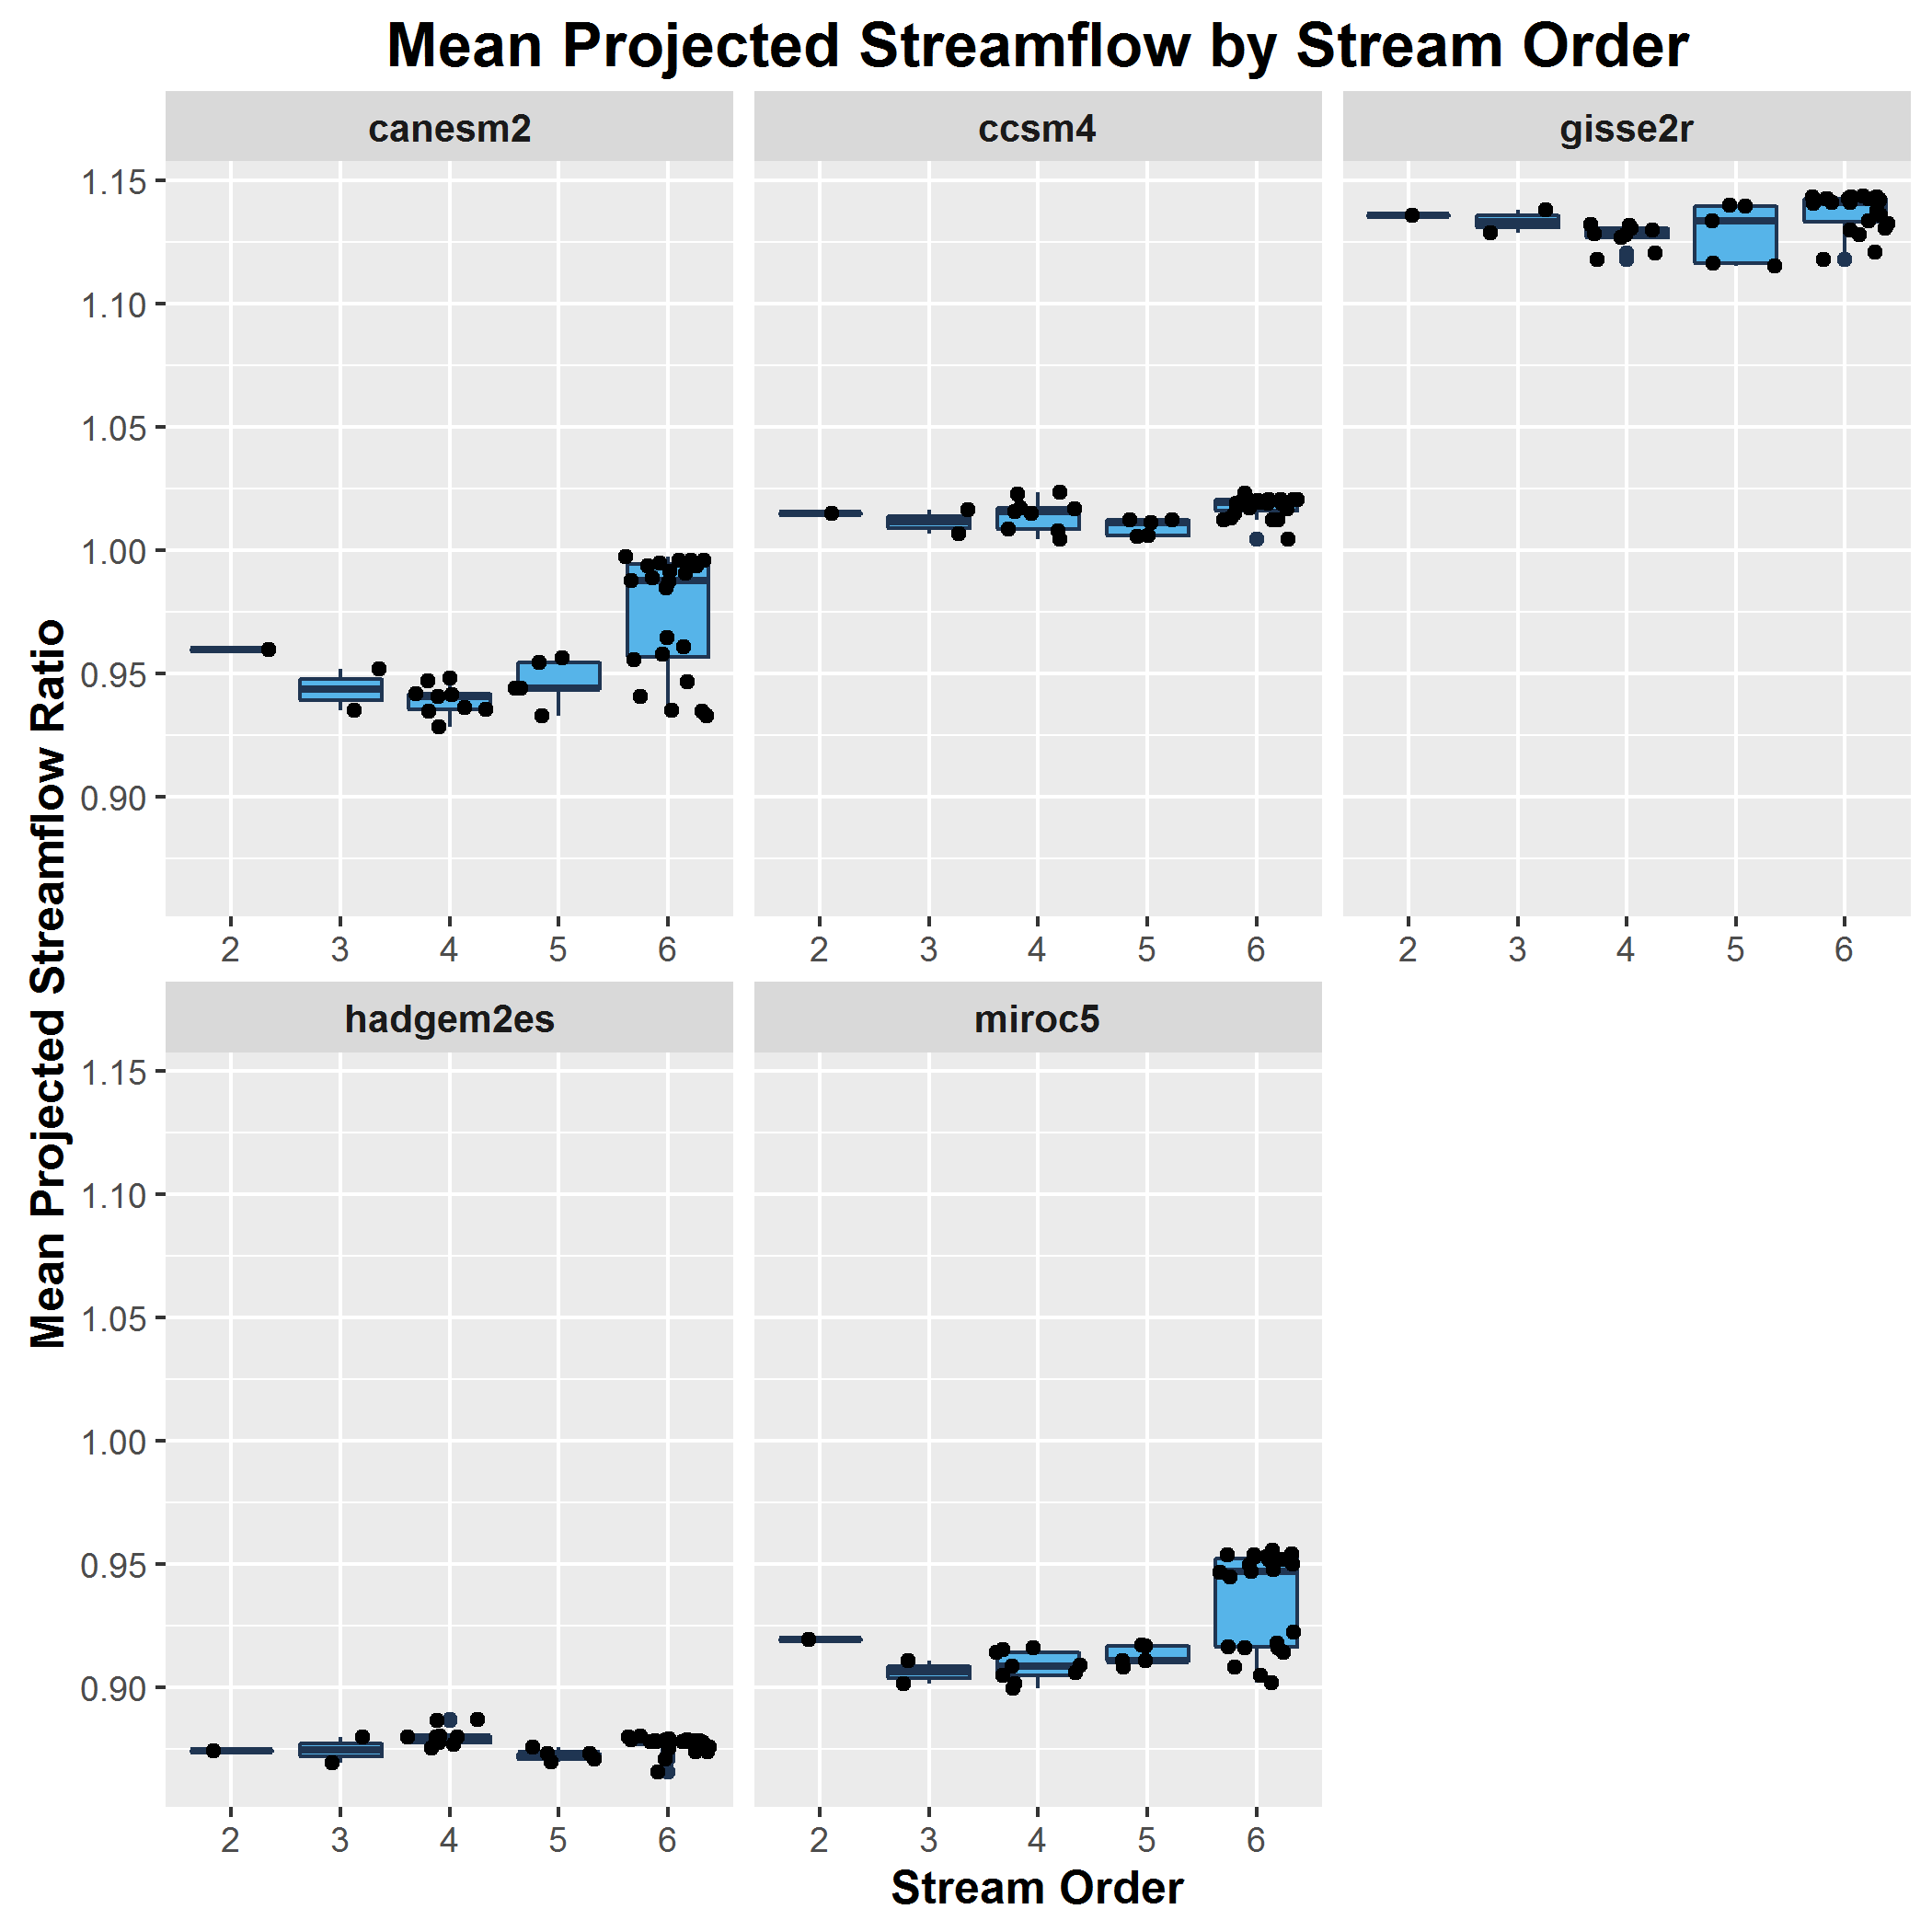 Mean Projected Streamflow by Stream Order
canesm2
ccsm4
gisse2r
1.15
1.10
1.05
1.00
0.95
0.90
2 3 4 5 6
2 3 4 5 6
2 3 4 5 6
Mean Projected Streamflow Ratio
hadgem2es
miroc5
1.15
1.10
1.05
1.00
0.95
0.90
2 3 4 5 6
2 3 4 5 6
Stream Order